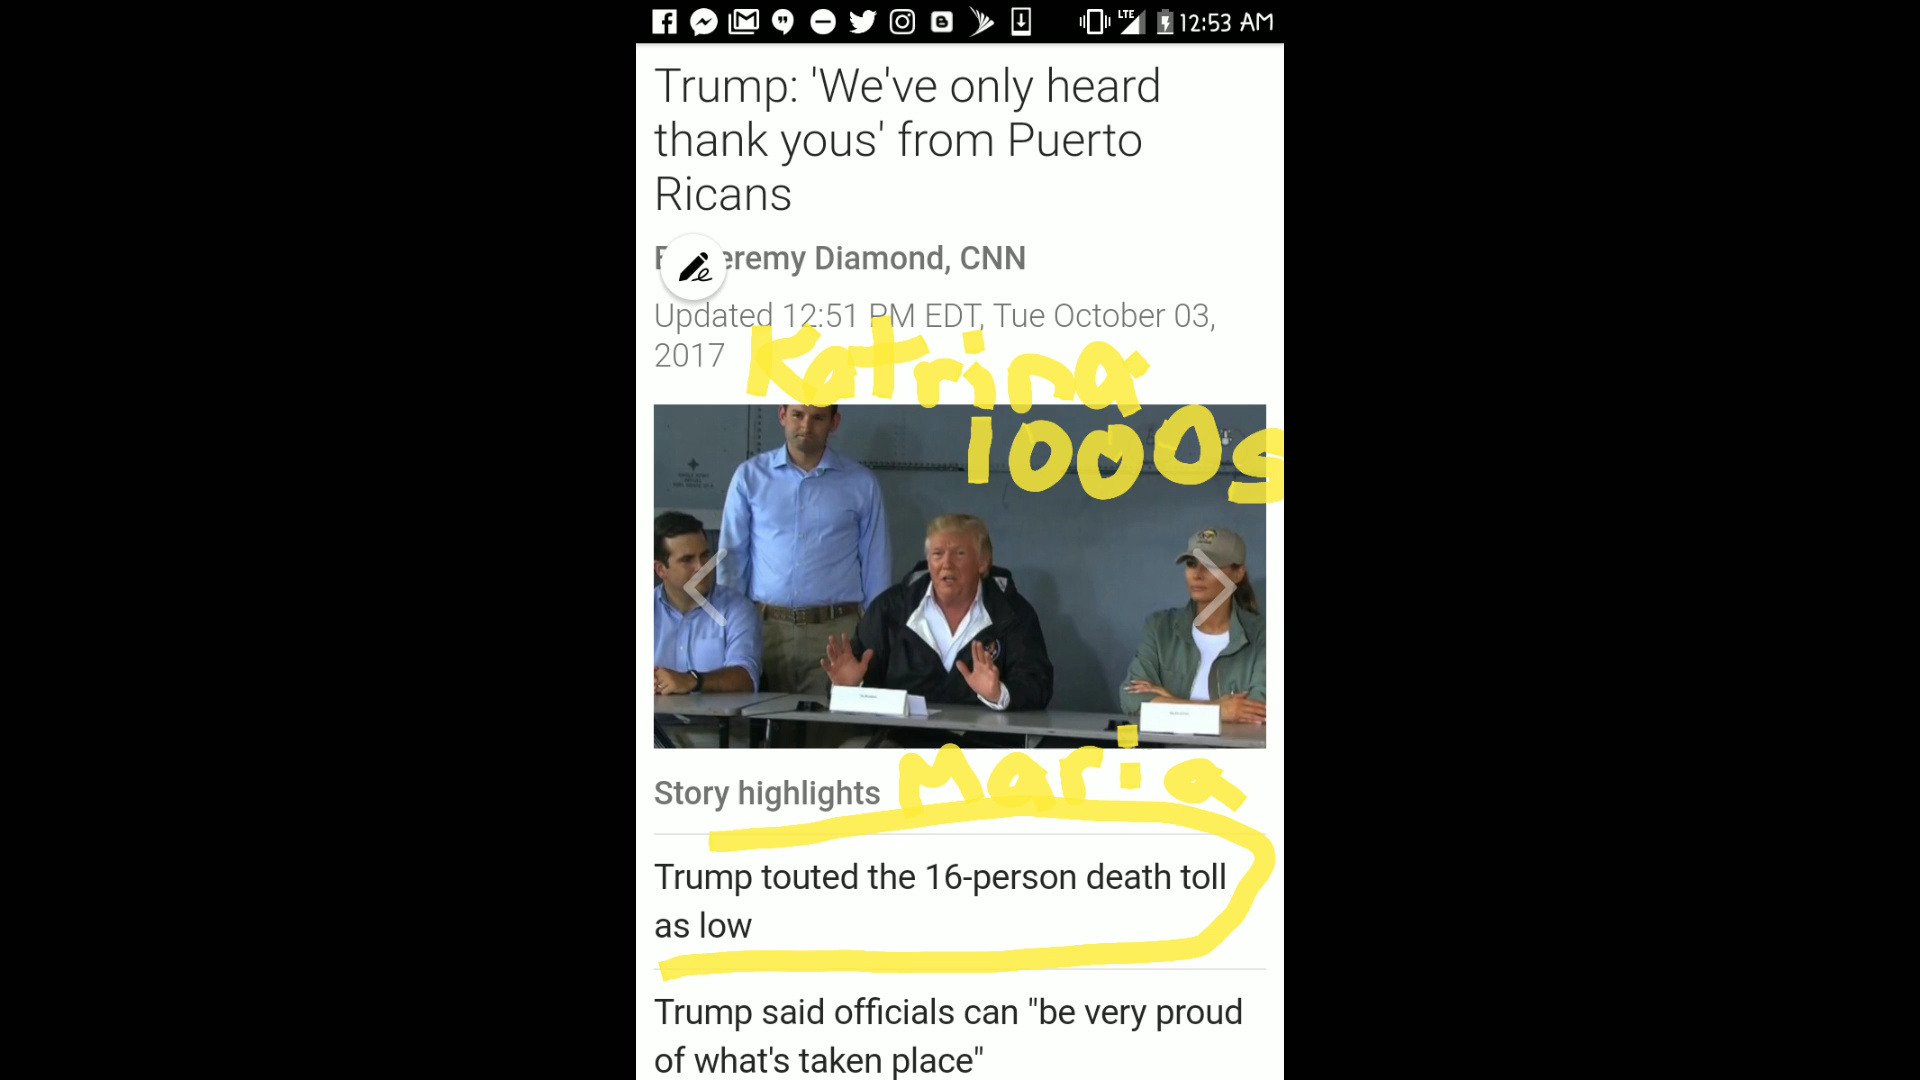 12:53 AM
Trump: 'We've only heard
thank yous' from Puerto
Ricans
eremy Diamond, CNN
Updated 12:51 PM EDT, Tue October 03,
2017
Katrina
1000s
Story highlights
Maria
Trump touted the 16-person death toll
as low
Trump said officials can "be very proud
of what's taken place"